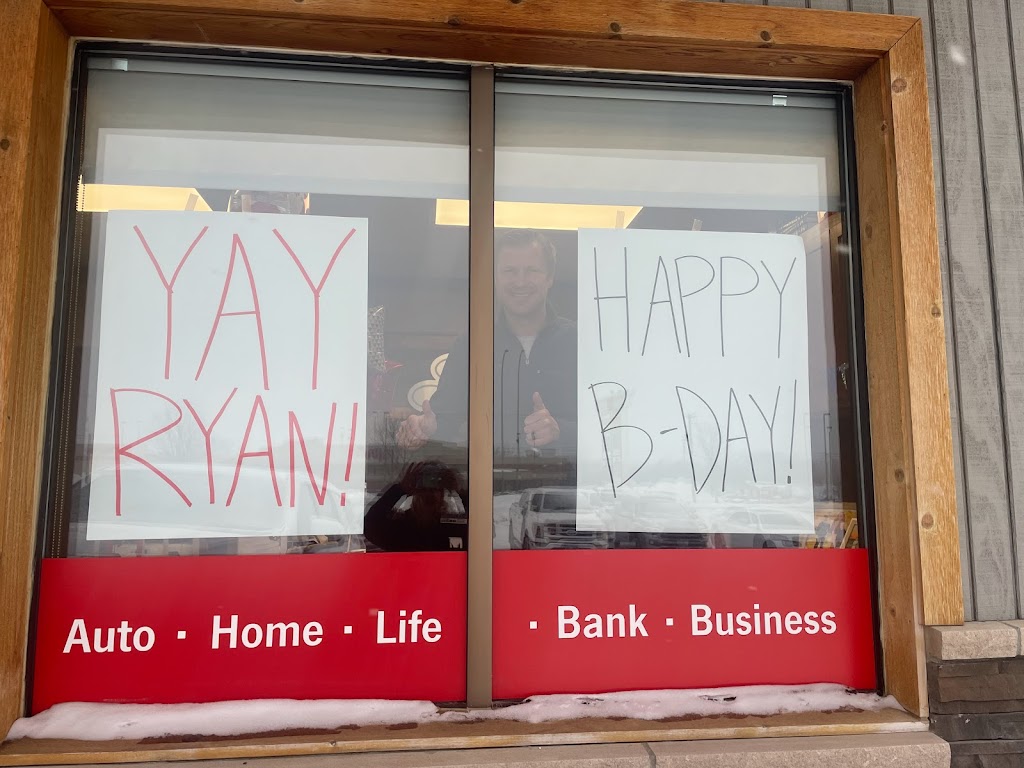 YAY
RYAN!
HAPPY
B-DAY!
Auto · Home · Life · Bank · Business